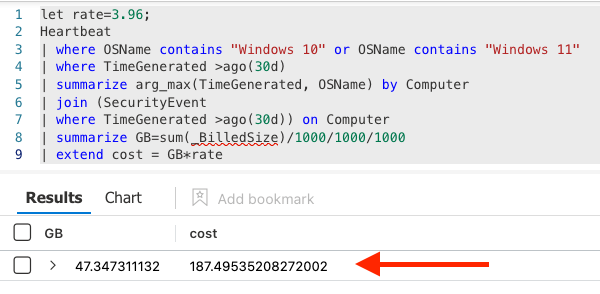 1 let rate=3.96;
2 Heartbeat
3 | where OSName contains "Windows 10" or OSName contains "Windows 11"
4 | where TimeGenerated >ago(30d)
5 | summarize arg_max(TimeGenerated, OSName) by Computer
6 | join (SecurityEvent
7 | where TimeGenerated >ago(30d)) on Computer
8 | summarize GB=sum(_BilledSize)/1000/1000/1000
9 | extend cost = GB*rate
Results Chart Add bookmark
GB cost
47.347311132 187.49535208272002